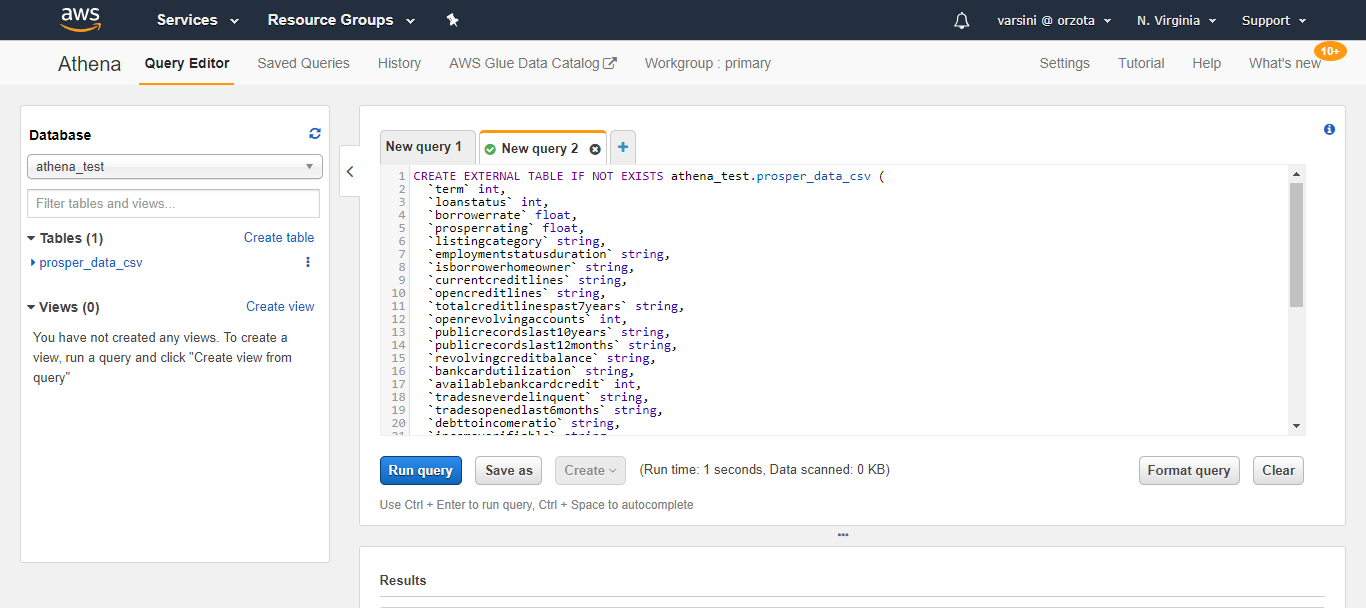 aws Services Resource Groups varsini @ orzota N. Virginia Support
Athena Query Editor Saved Queries History AWS Glue Data Catalog Workgroup : primary Settings Tutorial Help What's new 10+
Database
athena_test
Filter tables and views...
Tables (1) Create table
prosper_data_csv
Views (0) Create view
You have not created any views. To create a
view, run a query and click "Create view from
query"
New query 1 New query 2 +
1 CREATE EXTERNAL TABLE IF NOT EXISTS athena_test.prosper_data_csv (
2 `term` int,
3 `loanstatus` int,
4 `borrowerrate` float,
5 `prosperrating` float,
6 `listingcategory` string,
7 `employmentstatusduration` string,
8 `isborrowerhomeowner` string,
9 `currentcreditlines` string,
10 `opencreditlines` string,
11 `totalcreditlinespast7years` string,
12 `openrevolvingaccounts` int,
13 `publicrecordslast10years` string,
14 `publicrecordslast12months` string,
15 `revolvingcreditbalance` string,
16 `bankcardutilization` string,
17 `availablebankcardcredit` int,
18 `tradesneverdelinquent` string,
19 `tradesopenedlast6months` string,
20 `debttoincomeratio` string,
21 `incomeverifiable` string
Run query Save as Create (Run time: 1 seconds, Data scanned: 0 KB) Format query Clear
Use Ctrl + Enter to run query, Ctrl + Space to autocomplete
Results